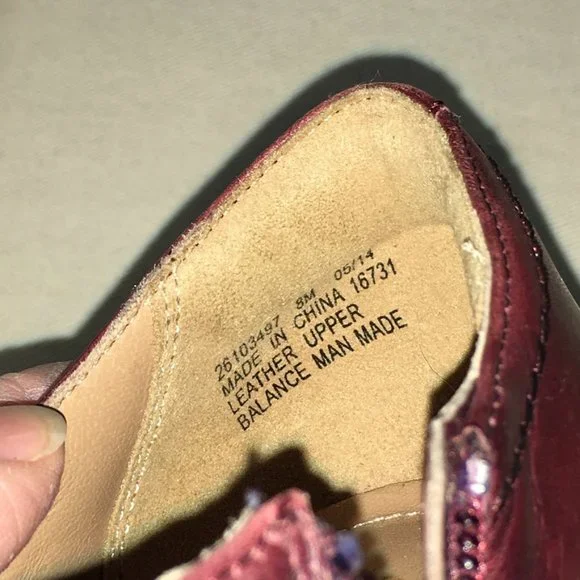 26103497 8M 05/14
MADE IN CHINA 16731
LEATHER UPPER
BALANCE MAN MADE